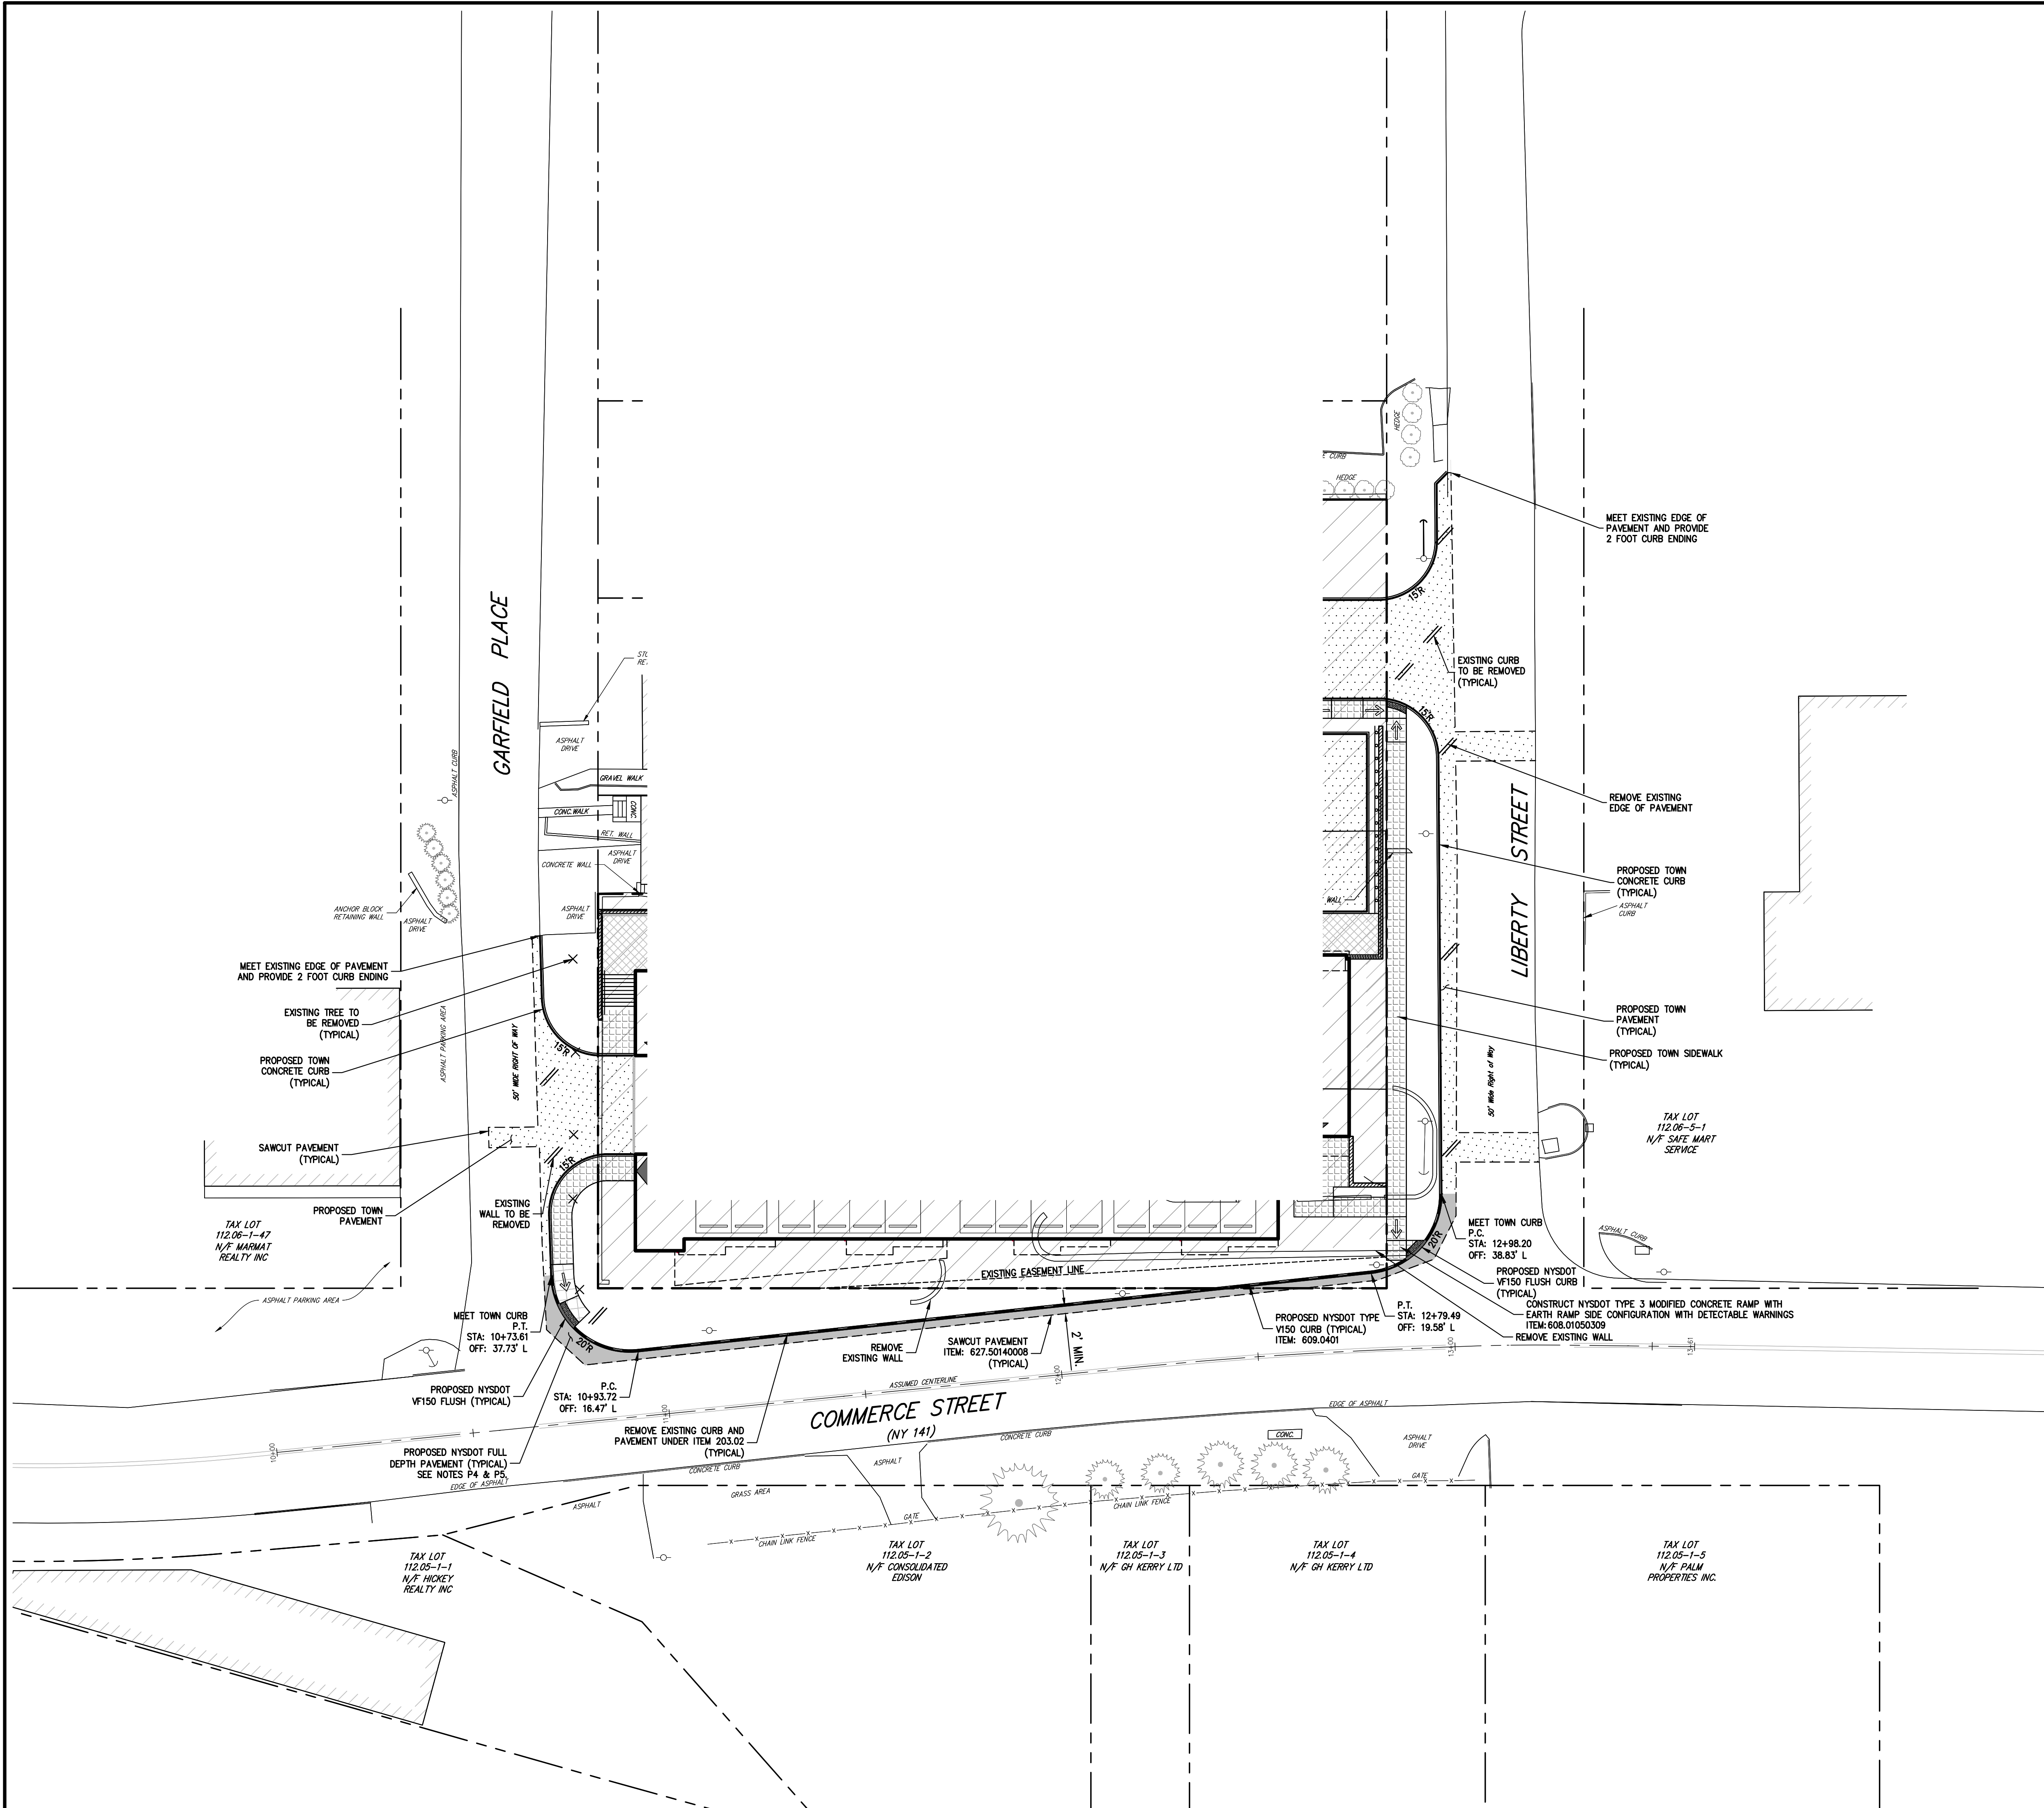 HEDGE
E CURB
HEDGE
MEET EXISTING EDGE OF
PAVEMENT AND PROVIDE
2 FOOT CURB ENDING
15'R
GARFIELD PLACE
EXISTING CURB
TO BE REMOVED
(TYPICAL)
15'R
ASPHALT
DRIVE
ASPHALT CURB
GRAVEL WALK
CONC.WALK
CONC.
RET. WALL
ASPHALT
DRIVE
CONCRETE WALL
REMOVE EXISTING
EDGE OF PAVEMENT
LIBERTY STREET
PROPOSED TOWN
CONCRETE CURB
(TYPICAL)
ASPHALT
CURB
WALL
ANCHOR BLOCK
RETAINING WALL
ASPHALT
DRIVE
ASPHALT
DRIVE
MEET EXISTING EDGE OF PAVEMENT
AND PROVIDE 2 FOOT CURB ENDING
EXISTING TREE TO
BE REMOVED
(TYPICAL)
PROPOSED TOWN
CONCRETE CURB
(TYPICAL)
ASPHALT PARKING AREA
50' WIDE RIGHT OF WAY
15'R
PROPOSED TOWN
PAVEMENT
(TYPICAL)
PROPOSED TOWN SIDEWALK
(TYPICAL)
50' Wide Right of Way
TAX LOT
112.06-5-1
N/F SAFE MART
SERVICE
SAWCUT PAVEMENT
(TYPICAL)
15'R
PROPOSED TOWN
PAVEMENT
EXISTING
WALL TO BE
REMOVED
TAX LOT
112.06-1-47
N/F MARMAT
REALTY INC
ASPHALT PARKING AREA
MEET TOWN CURB
P.T.
STA: 10+73.61
OFF: 37.73' L
20'R
EXISTING EASEMENT LINE
20'R
MEET TOWN CURB
P.C.
STA: 12+98.20
OFF: 38.83' L
ASPHALT CURB
PROPOSED NYSDOT
VF150 FLUSH CURB
(TYPICAL)
CONSTRUCT NYSDOT TYPE 3 MODIFIED CONCRETE RAMP WITH
EARTH RAMP SIDE CONFIGURATION WITH DETECTABLE WARNINGS
ITEM:608.01050309
REMOVE EXISTING WALL
P.T.
STA: 12+79.49
OFF: 19.58' L
PROPOSED NYSDOT TYPE
V150 CURB (TYPICAL)
ITEM: 609.0401
2' MIN.
SAWCUT PAVEMENT
ITEM: 627.50140008
(TYPICAL)
REMOVE
EXISTING WALL
PROPOSED NYSDOT
VF150 FLUSH (TYPICAL)
P.C.
STA: 10+93.72
OFF: 16.47' L
REMOVE EXISTING CURB AND
PAVEMENT UNDER ITEM 203.02
(TYPICAL)
PROPOSED NYSDOT FULL
DEPTH PAVEMENT (TYPICAL)
SEE NOTES P4 & P5.
10+00
11+00
12+00
13+00
13+61
ASSUMED CENTERLINE
COMMERCE STREET
(NY 141)
EDGE OF ASPHALT
EDGE OF ASPHALT
CONCRETE CURB
CONCRETE CURB
ASPHALT
CONC.
ASPHALT
DRIVE
GATE
GRASS AREA
ASPHALT
GATE
CHAIN LINK FENCE
CHAIN LINK FENCE
TAX LOT
112.05-1-1
N/F HICKEY
REALTY INC
TAX LOT
112.05-1-2
N/F CONSOLIDATED
EDISON
TAX LOT
112.05-1-3
N/F GH KERRY LTD
TAX LOT
112.05-1-4
N/F GH KERRY LTD
TAX LOT
112.05-1-5
N/F PALM
PROPERTIES INC.